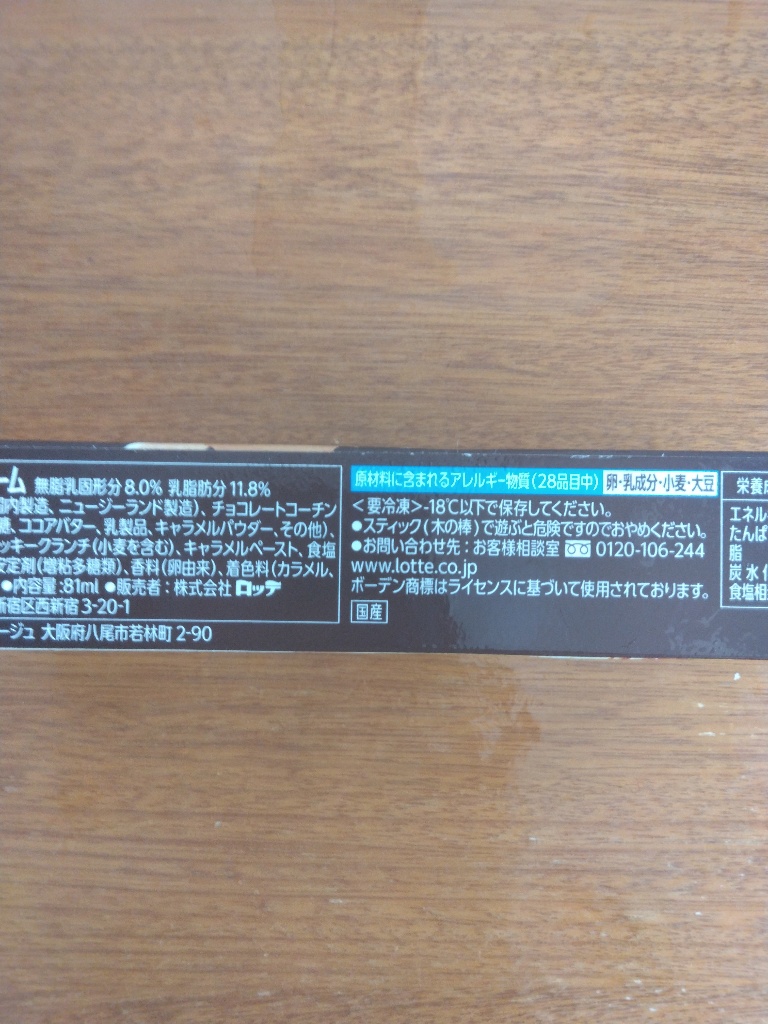 ーム 無脂乳固形分 8.0% 乳脂肪分 11.8%
国内製造、ニュージーランド製造)、チョコレートコーチン
糖、ココアバター、乳製品、キャラメルパウダー、その他)、
ッキークランチ(小麦を含む)、キャラメルペースト、食塩
安定剤(増粘多糖類)、香料(卵由来)、着色料(カラメル、
●内容量:81ml ●販売者:株式会社ロッテ
新宿区西新宿 3-20-1
ージュ 大阪府八尾市若林町 2-90
原材料に含まれるアレルギー物質(28品目中) 卵・乳成分・小麦・大豆
<要冷凍>-18℃以下で保存してください。
●スティック(木の棒)で遊ぶと危険ですのでおやめください。
●お問い合わせ先:お客様相談室 0120-106-244
www.lotte.co.jp
ボーデン商標はライセンスに基づいて使用されております。
国産
栄養成
エネル
たんぱ
脂
炭水化
食塩相